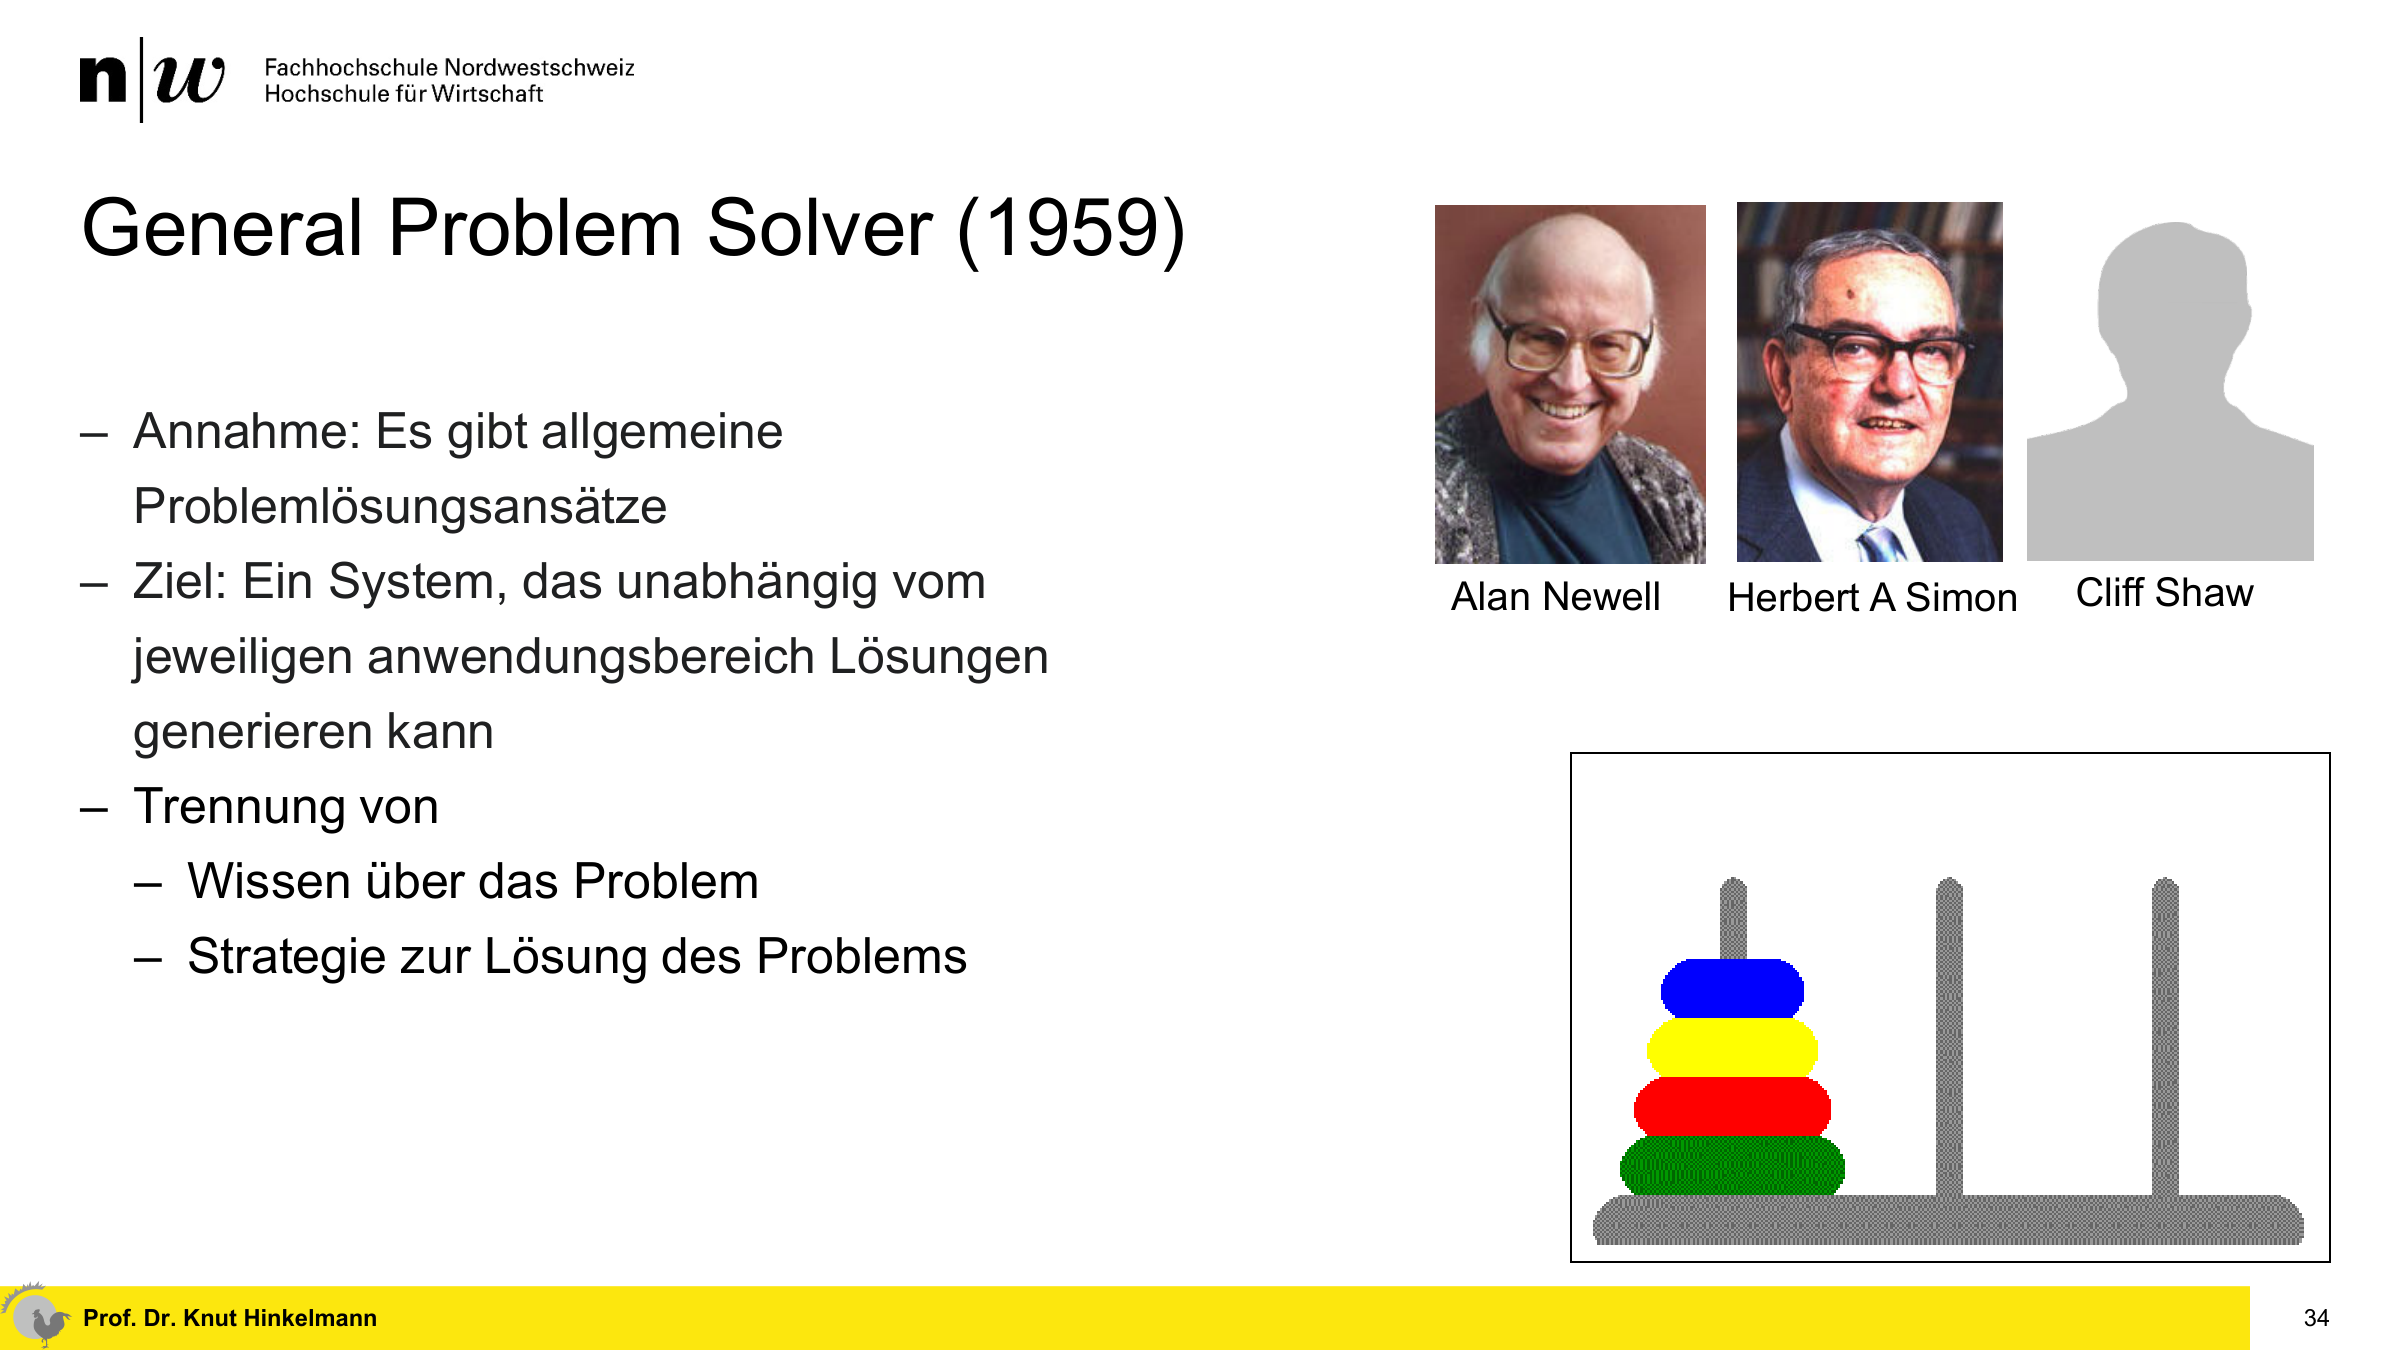 n|w
Fachhochschule Nordwestschweiz
Hochschule für Wirtschaft
General Problem Solver (1959)
– Annahme: Es gibt allgemeine
Problemlösungsansätze
– Ziel: Ein System, das unabhängig vom
jeweiligen anwendungsbereich Lösungen
generieren kann
– Trennung von
– Wissen über das Problem
– Strategie zur Lösung des Problems
Alan Newell
Herbert A Simon
Cliff Shaw
Prof. Dr. Knut Hinkelmann
34